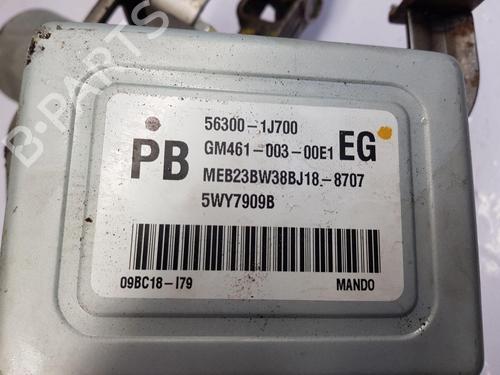 B-PARTS
56300-1J700
PB GM461-003-00E1 EG
MEB23BW38BJ18-8707
5WY7909B
09BC18-I79 MANDO